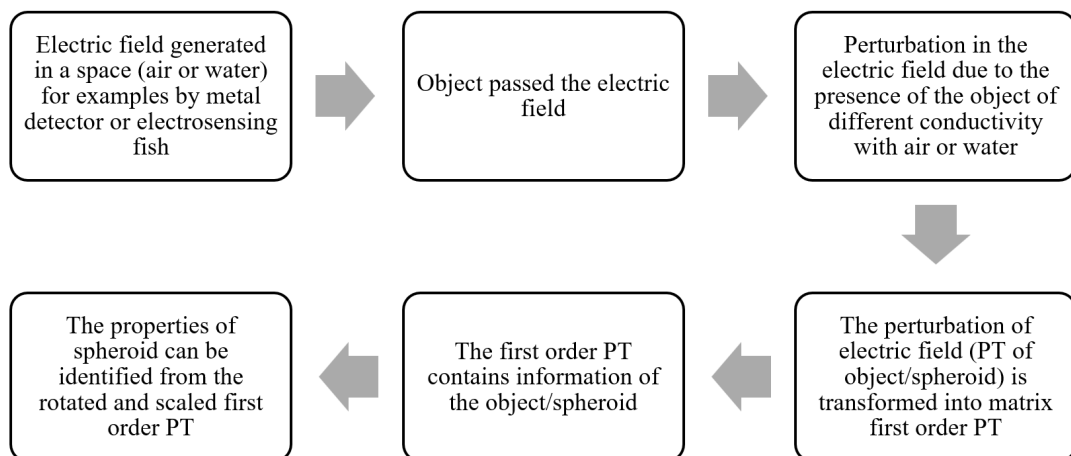 Electric field generated
in a space (air or water)
for examples by metal
detector or electrosensing
fish
Object passed the electric
field
Perturbation in the
electric field due to the
presence of the object of
different conductivity
with air or water
The perturbation of
electric field (PT of
object/spheroid) is
transformed into matrix
first order PT
The first order PT
contains information of
the object/spheroid
The properties of
spheroid can be
identified from the
rotated and scaled first
order PT